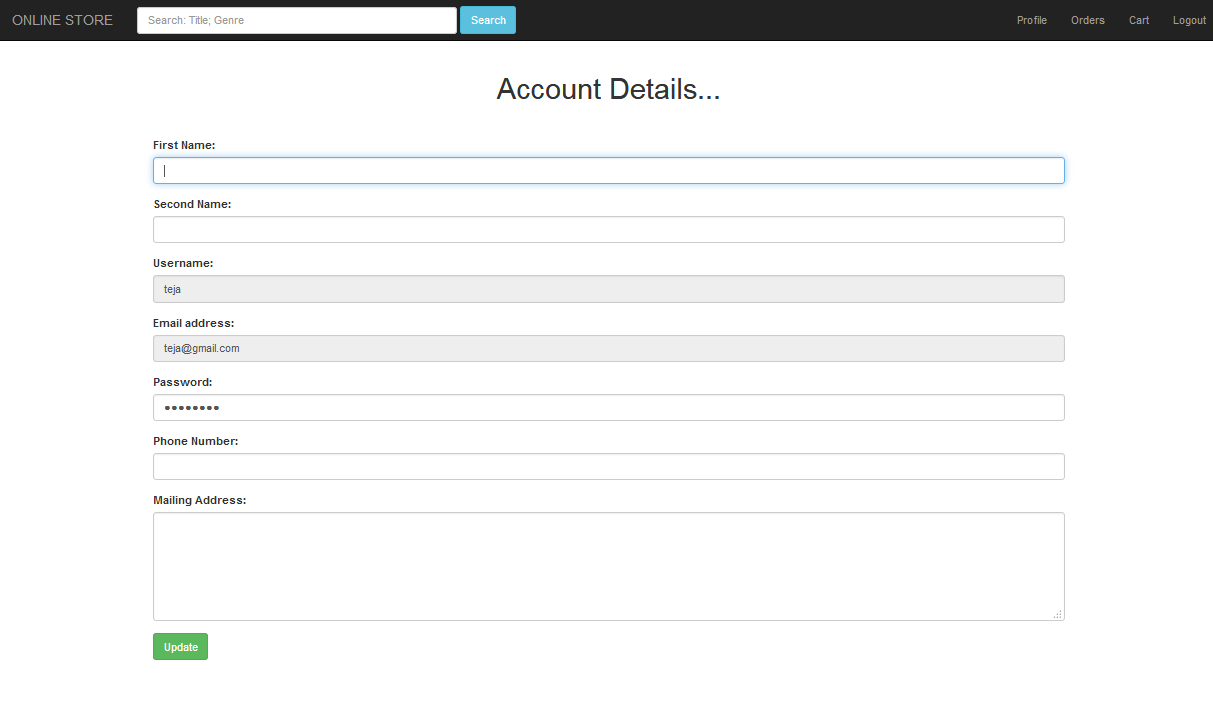 ONLINE STORE Search: Title; Genre Search Profile Orders Cart Logout
Account Details...
First Name:
Second Name:
Username:
teja
Email address:
teja@gmail.com
Password:
••••••••
Phone Number:
Mailing Address:
Update